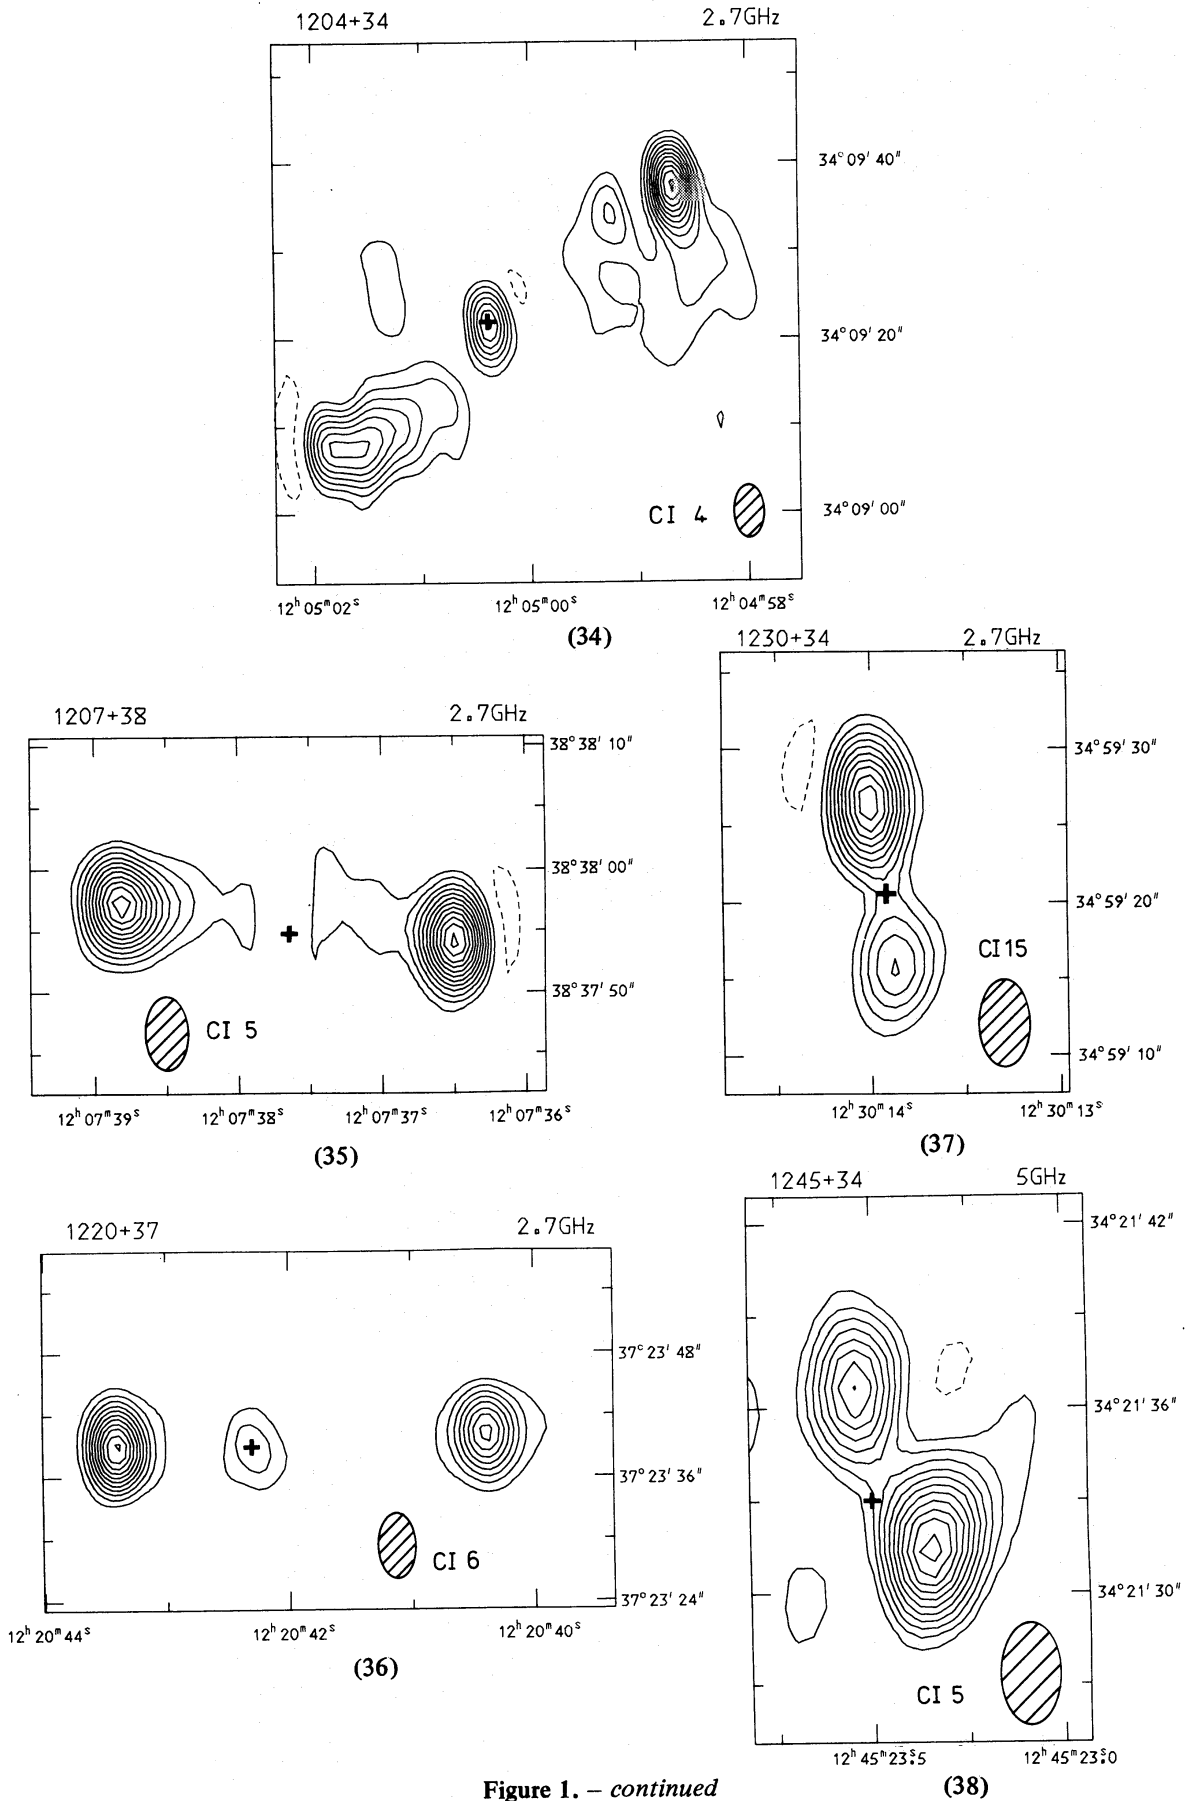 1204+34 2.7GHz
34°09′ 40″
34°09′ 20″
CI 4
34°09′ 00″
12ʰ05ᵐ02ˢ 12ʰ05ᵐ00ˢ 12ʰ04ᵐ58ˢ
(34)
1207+38 2.7GHz
38°38′ 10″
38°38′ 00″
38°37′ 50″
CI 5
12ʰ07ᵐ39ˢ 12ʰ07ᵐ38ˢ 12ʰ07ᵐ37ˢ 12ʰ07ᵐ36ˢ
(35)
1230+34 2.7GHz
34°59′ 30″
34°59′ 20″
CI 15
34°59′ 10″
12ʰ30ᵐ14ˢ 12ʰ30ᵐ13ˢ
(37)
1220+37 2.7GHz
37°23′ 48″
37°23′ 36″
CI 6
37°23′ 24″
12ʰ20ᵐ44ˢ 12ʰ20ᵐ42ˢ 12ʰ20ᵐ40ˢ
(36)
1245+34 5GHz
34°21′ 42″
34°21′ 36″
34°21′ 30″
CI 5
12ʰ45ᵐ23ˢ.5 12ʰ45ᵐ23ˢ.0
(38)
Figure 1. – continued